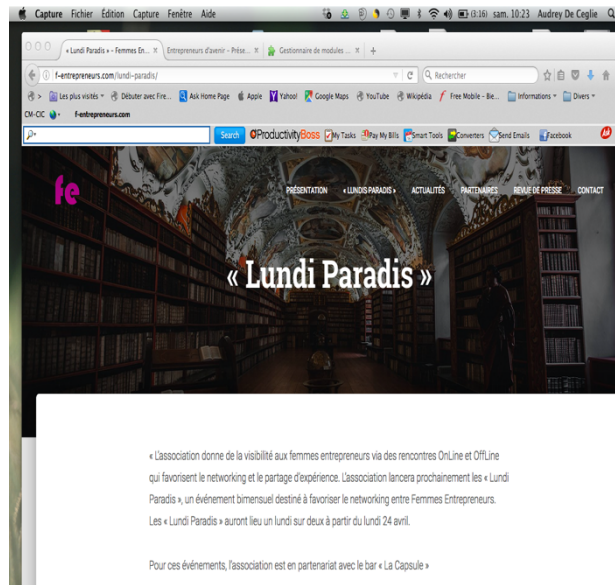 Capture Fichier Édition Capture Fenêtre Aide (3:16) sam. 10:23 Audrey De Ceglie
« Lundi Paradis » – Femmes En... × Entrepreneurs d'avenir – Prése... × Gestionnaire de modules ... × +
f-entrepreneurs.com/lundi-paradis/ Rechercher
> Les plus visités Débuter avec Fire... Ask Home Page Apple Yahoo! Google Maps YouTube Wikipédia Free Mobile – Bie... Informations Divers
CM-CIC f-entrepreneurs.com
Search ProductivityBoss My Tasks Pay My Bills Smart Tools Converters Send Emails Facebook
fe
PRÉSENTATION « LUNDIS PARADIS » ACTUALITÉS PARTENAIRES REVUE DE PRESSE CONTACT
« Lundi Paradis »
« L'association donne de la visibilité aux femmes entrepreneurs via des rencontres OnLine et OffLine
qui favorisent le networking et le partage d'expérience. L'association lancera prochainement les « Lundi
Paradis », un événement bimensuel destiné à favoriser le networking entre Femmes Entrepreneurs.
Les « Lundi Paradis » auront lieu un lundi sur deux à partir du lundi 24 avril.
Pour ces événements, l'association est en partenariat avec le bar « La Capsule »